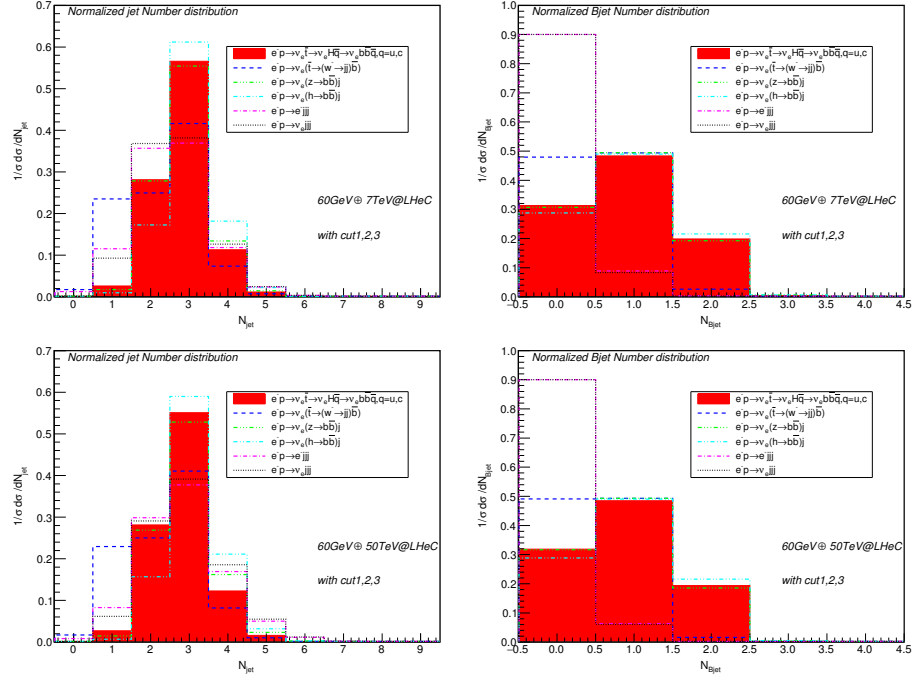 Normalized jet Number distribution
1/σ dσ/dN_jet
0.7
0.6
0.5
0.4
0.3
0.2
0.1
0.0
e⁻p→ν_e t̄→ν_e Hq̄→ν_e bb̄q̄,q=u,c
e⁻p→ν_e(t̄→(w⁻→jj)b̄)
e⁻p→ν_e(z→bb̄)j
e⁻p→ν_e(h→bb̄)j
e⁻p→e⁻jjj
e⁻p→ν_e jjj
60GeV⊕ 7TeV@LHeC
with cut1,2,3
0 1 2 3 4 5 6 7 8 9
N_jet
Normalized Bjet Number distribution
1/σ dσ/dN_Bjet
1.0
0.9
0.8
0.7
0.6
0.5
0.4
0.3
0.2
0.1
0.0
e⁻p→ν_e t̄→ν_e Hq̄→ν_e bb̄q̄,q=u,c
e⁻p→ν_e(t̄→(w⁻→jj)b̄)
e⁻p→ν_e(z→bb̄)j
e⁻p→ν_e(h→bb̄)j
e⁻p→e⁻jjj
e⁻p→ν_e jjj
60GeV⊕ 7TeV@LHeC
with cut1,2,3
−0.5 0.0 0.5 1.0 1.5 2.0 2.5 3.0 3.5 4.0 4.5
N_Bjet
Normalized jet Number distribution
1/σ dσ/dN_jet
0.7
0.6
0.5
0.4
0.3
0.2
0.1
0.0
e⁻p→ν_e t̄→ν_e Hq̄→ν_e bb̄q̄,q=u,c
e⁻p→ν_e(t̄→(w⁻→jj)b̄)
e⁻p→ν_e(z→bb̄)j
e⁻p→ν_e(h→bb̄)j
e⁻p→e⁻jjj
e⁻p→ν_e jjj
60GeV⊕ 50TeV@LHeC
with cut1,2,3
0 1 2 3 4 5 6 7 8 9
N_jet
Normalized Bjet Number distribution
1/σ dσ/dN_Bjet
1.0
0.9
0.8
0.7
0.6
0.5
0.4
0.3
0.2
0.1
0.0
e⁻p→ν_e t̄→ν_e Hq̄→ν_e bb̄q̄,q=u,c
e⁻p→ν_e(t̄→(w⁻→jj)b̄)
e⁻p→ν_e(z→bb̄)j
e⁻p→ν_e(h→bb̄)j
e⁻p→e⁻jjj
e⁻p→ν_e jjj
60GeV⊕ 50TeV@LHeC
with cut1,2,3
−0.5 0.0 0.5 1.0 1.5 2.0 2.5 3.0 3.5 4.0 4.5
N_Bjet